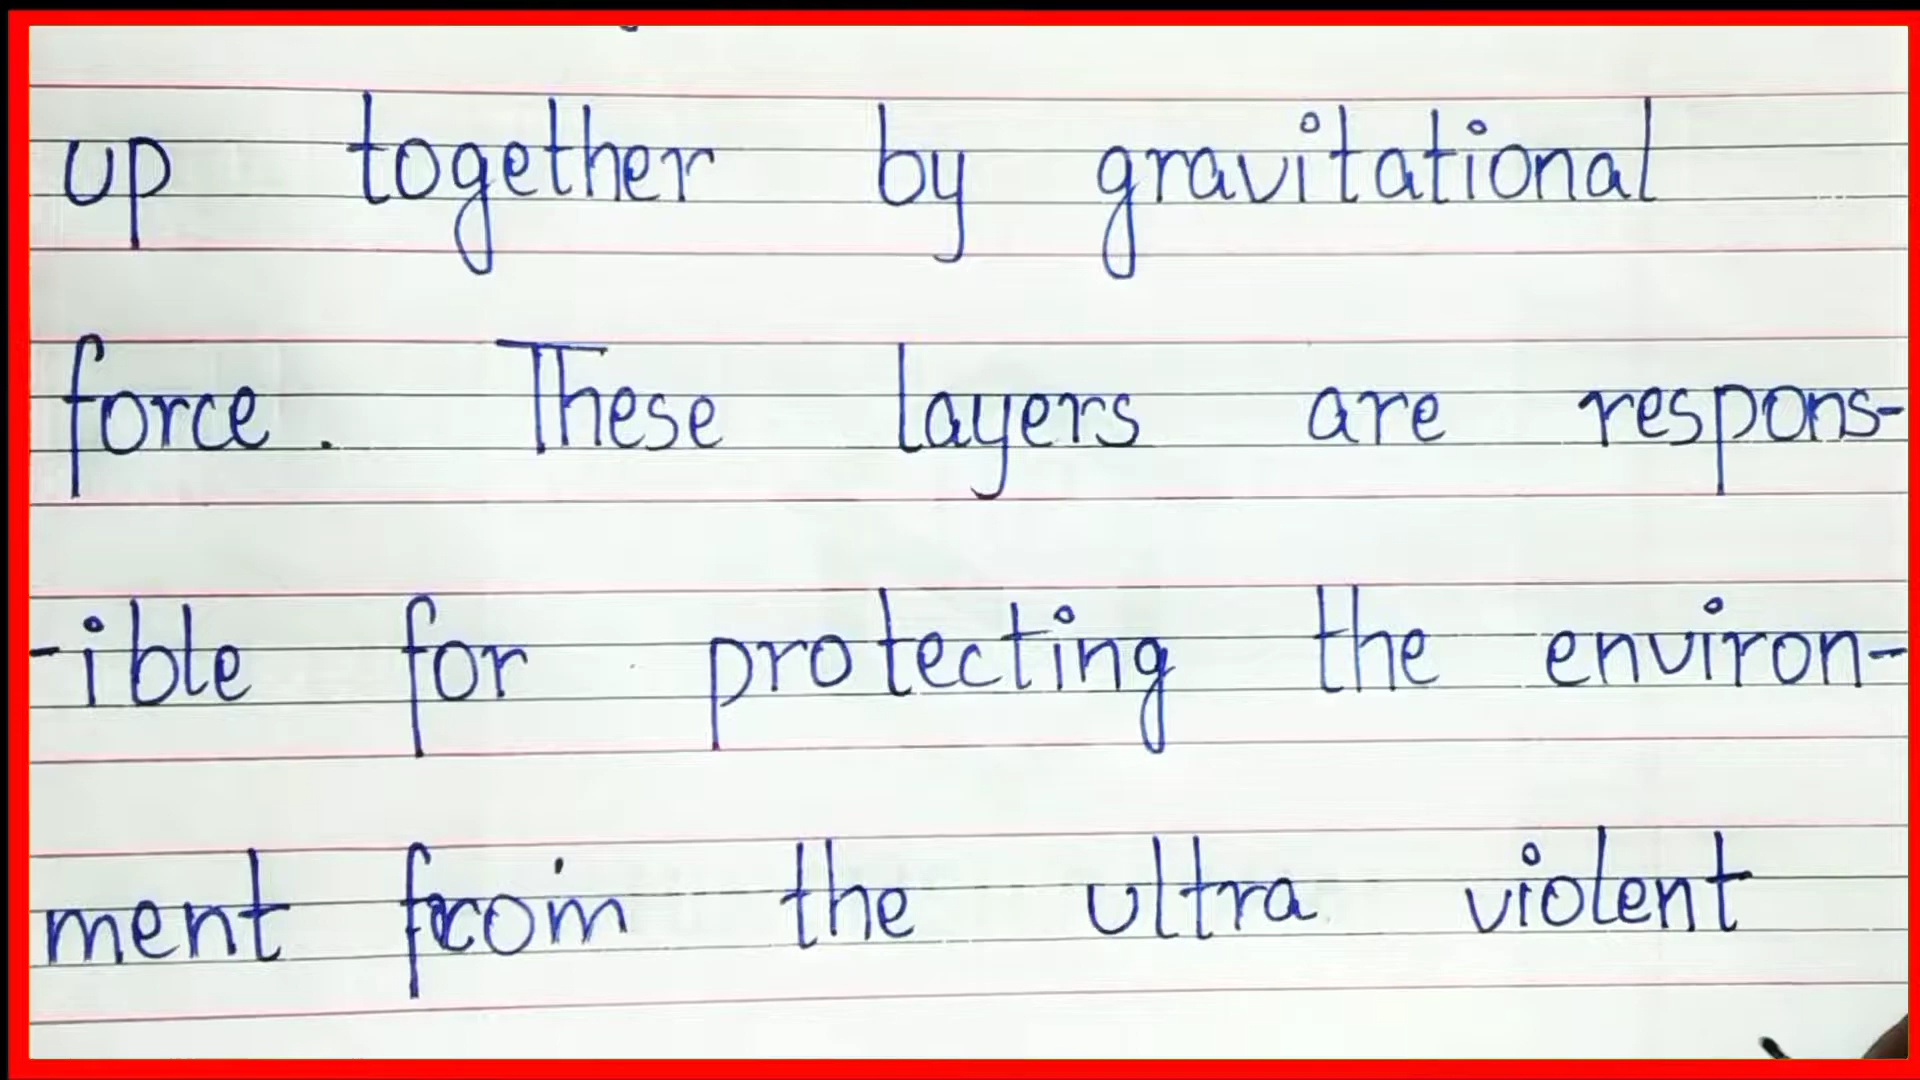 up together by gravitational
force. These layers are respons-
-ible for protecting the environ-
ment from the ultra violent